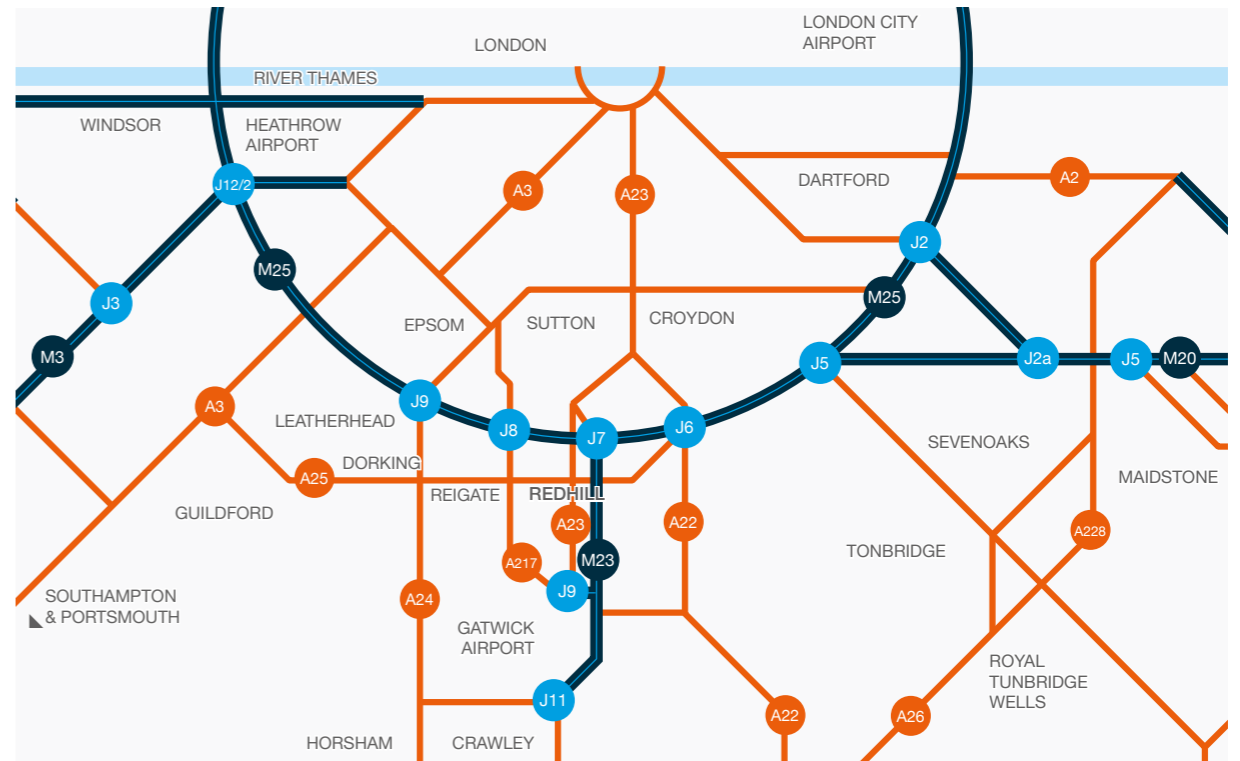 LONDON CITY
AIRPORT
LONDON
RIVER THAMES
WINDSOR
HEATHROW
AIRPORT
J12/2
A3
A23
DARTFORD
A2
J2
M25
M25
J3
M3
EPSOM
SUTTON
CROYDON
J5
J2a
J5
M20
A3
J9
LEATHERHEAD
J8
J7
J6
SEVENOAKS
DORKING
A25
REIGATE
REDHILL
MAIDSTONE
GUILDFORD
A23
A22
A228
A217
M23
TONBRIDGE
J9
A24
SOUTHAMPTON
& PORTSMOUTH
GATWICK
AIRPORT
ROYAL
TUNBRIDGE
WELLS
J11
A22
A26
HORSHAM
CRAWLEY